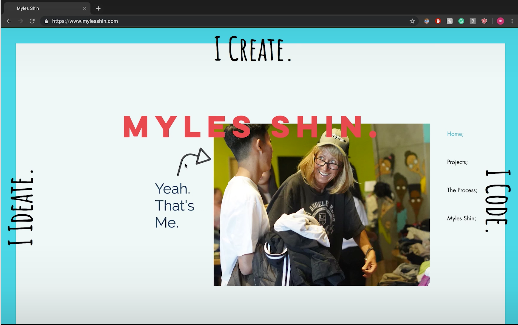 Myles Shin
https://www.mylesshin.com
I Create.
MYLES SHIN.
Yeah.
That's
Me.
Home;
Projects;
The Process;
Myles Shin;
I Ideate.
I Code.